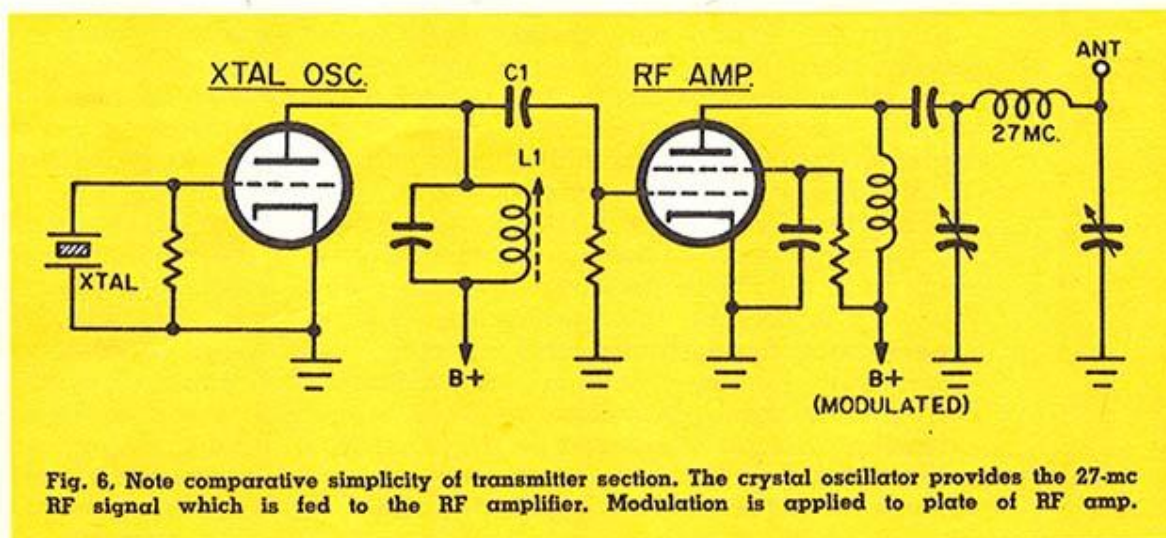 XTAL OSC.
C1
RF AMP.
ANT
L1
27MC.
XTAL
B+
B+
(MODULATED)
Fig. 6, Note comparative simplicity of transmitter section. The crystal oscillator provides the 27-mc
RF signal which is fed to the RF amplifier. Modulation is applied to plate of RF amp.